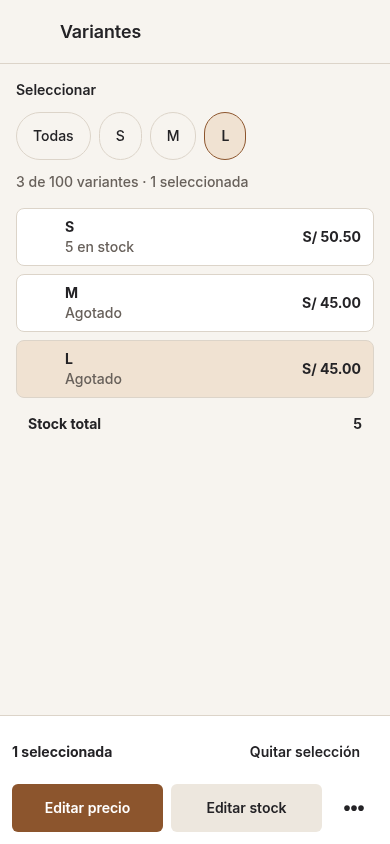 Variantes
Seleccionar
Todas S M L
3 de 100 variantes · 1 seleccionada
S
5 en stock
S/ 50.50
M
Agotado
S/ 45.00
L
Agotado
S/ 45.00
Stock total 5
1 seleccionada Quitar selección
Editar precio Editar stock